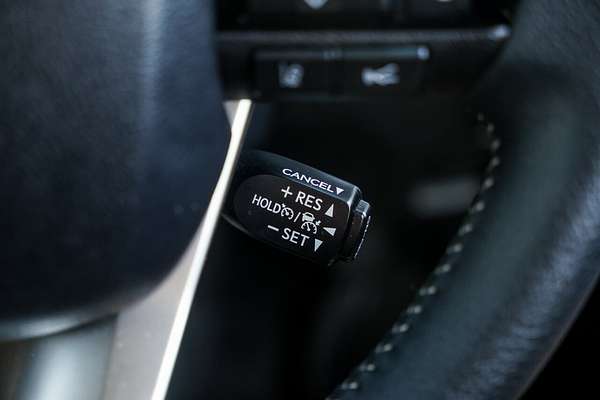 CANCEL▼
+ RES ▲
HOLD / ◀
− SET ▼